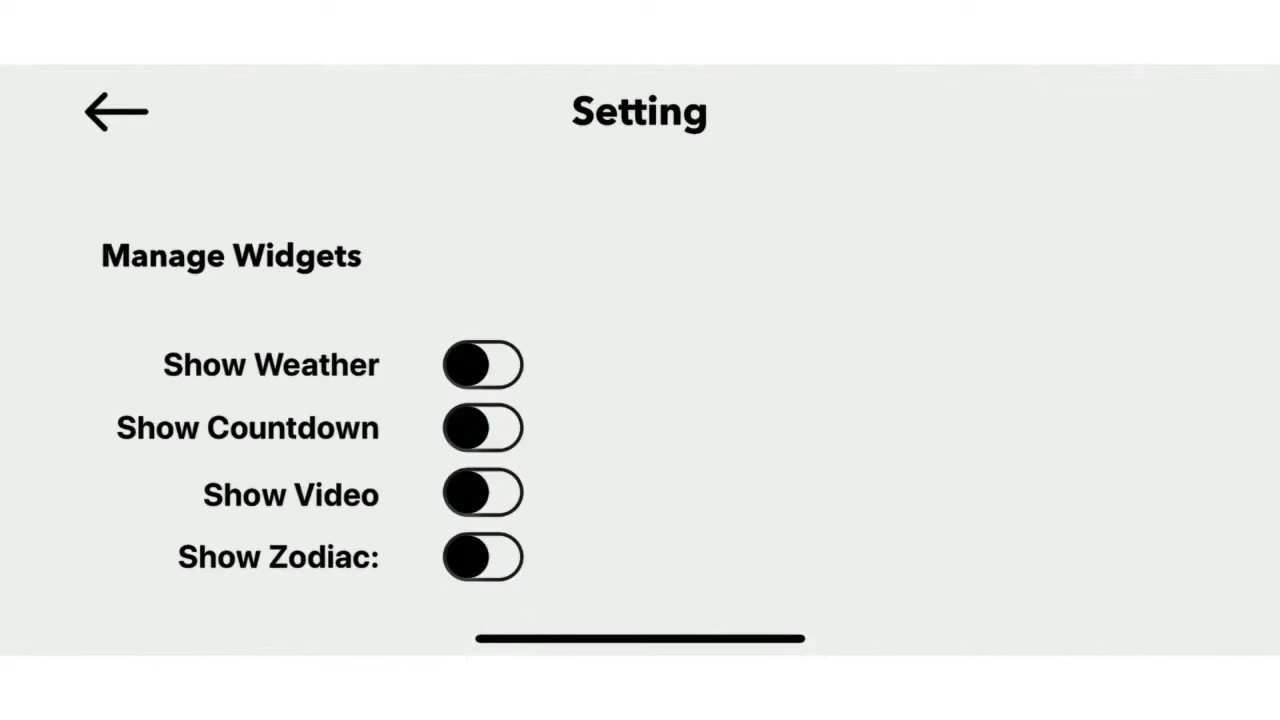 Setting
Manage Widgets
Show Weather
Show Countdown
Show Video
Show Zodiac: